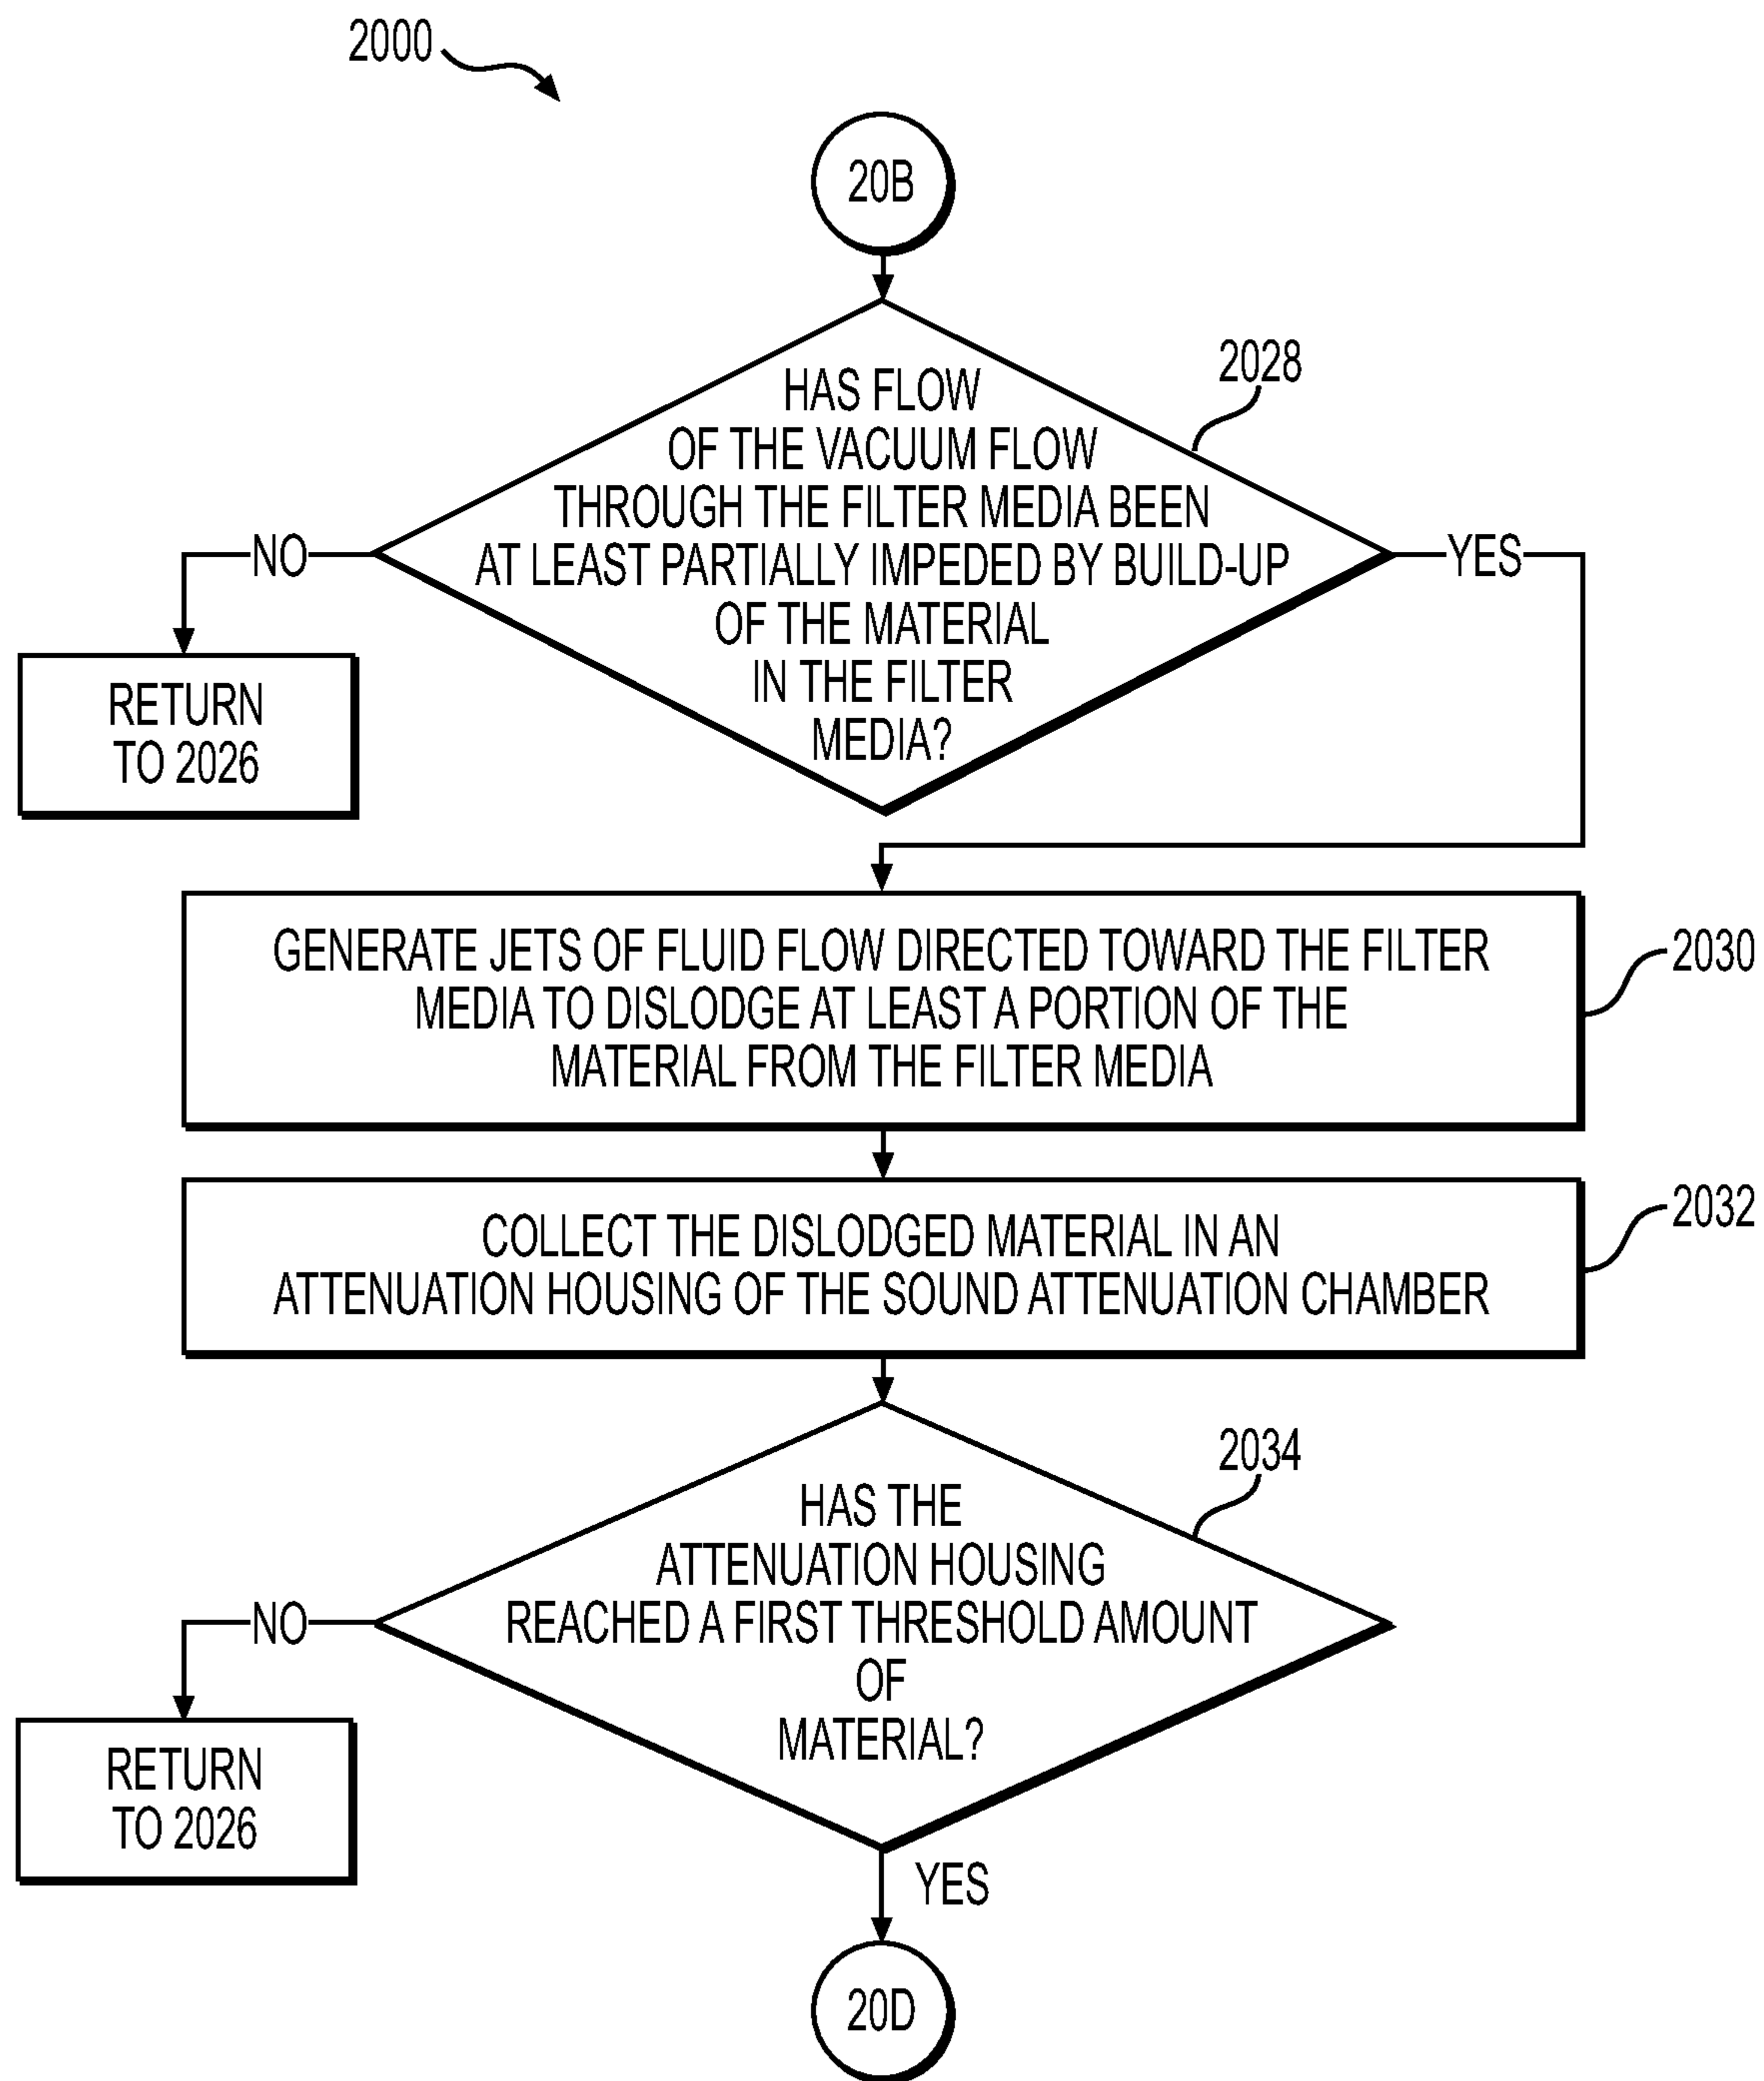 2000
20B
2028
HAS FLOW
OF THE VACUUM FLOW
THROUGH THE FILTER MEDIA BEEN
AT LEAST PARTIALLY IMPEDED BY BUILD-UP
OF THE MATERIAL
IN THE FILTER
MEDIA?
NO
YES
RETURN
TO 2026
GENERATE JETS OF FLUID FLOW DIRECTED TOWARD THE FILTER
MEDIA TO DISLODGE AT LEAST A PORTION OF THE
MATERIAL FROM THE FILTER MEDIA
2030
COLLECT THE DISLODGED MATERIAL IN AN
ATTENUATION HOUSING OF THE SOUND ATTENUATION CHAMBER
2032
2034
HAS THE
ATTENUATION HOUSING
REACHED A FIRST THRESHOLD AMOUNT
OF
MATERIAL?
NO
RETURN
TO 2026
YES
20D